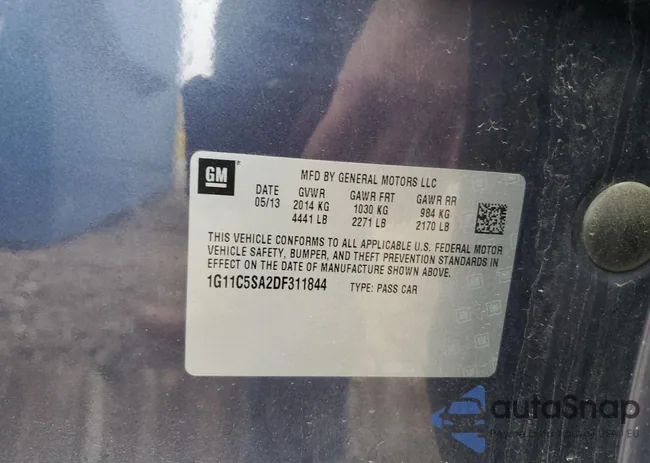 GM
MFD BY GENERAL MOTORS LLC
DATE GVWR GAWR FRT GAWR RR
05/13 2014 KG 1030 KG 984 KG
4441 LB 2271 LB 2170 LB
THIS VEHICLE CONFORMS TO ALL APPLICABLE U.S. FEDERAL MOTOR
VEHICLE SAFETY, BUMPER, AND THEFT PREVENTION STANDARDS IN
EFFECT ON THE DATE OF MANUFACTURE SHOWN ABOVE.
1G11C5SA2DF311844 TYPE: PASS CAR
autoSnap